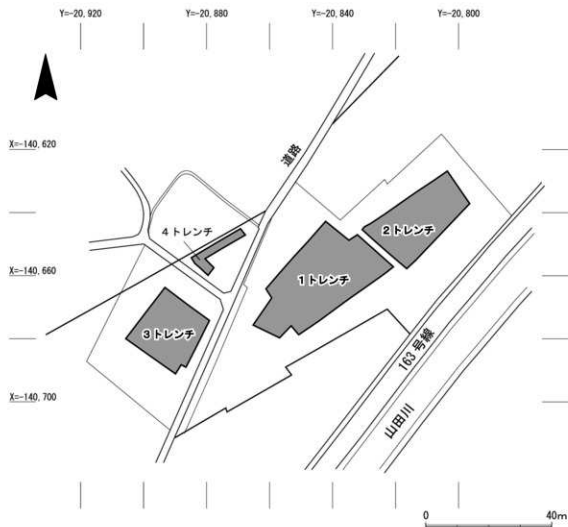 Y=-20,920
Y=-20,880
Y=-20,840
Y=-20,800
X=-140,620
道路
4トレンチ
2トレンチ
X=-140,660
1トレンチ
3トレンチ
163号線
X=-140,700
山田川
0
40m